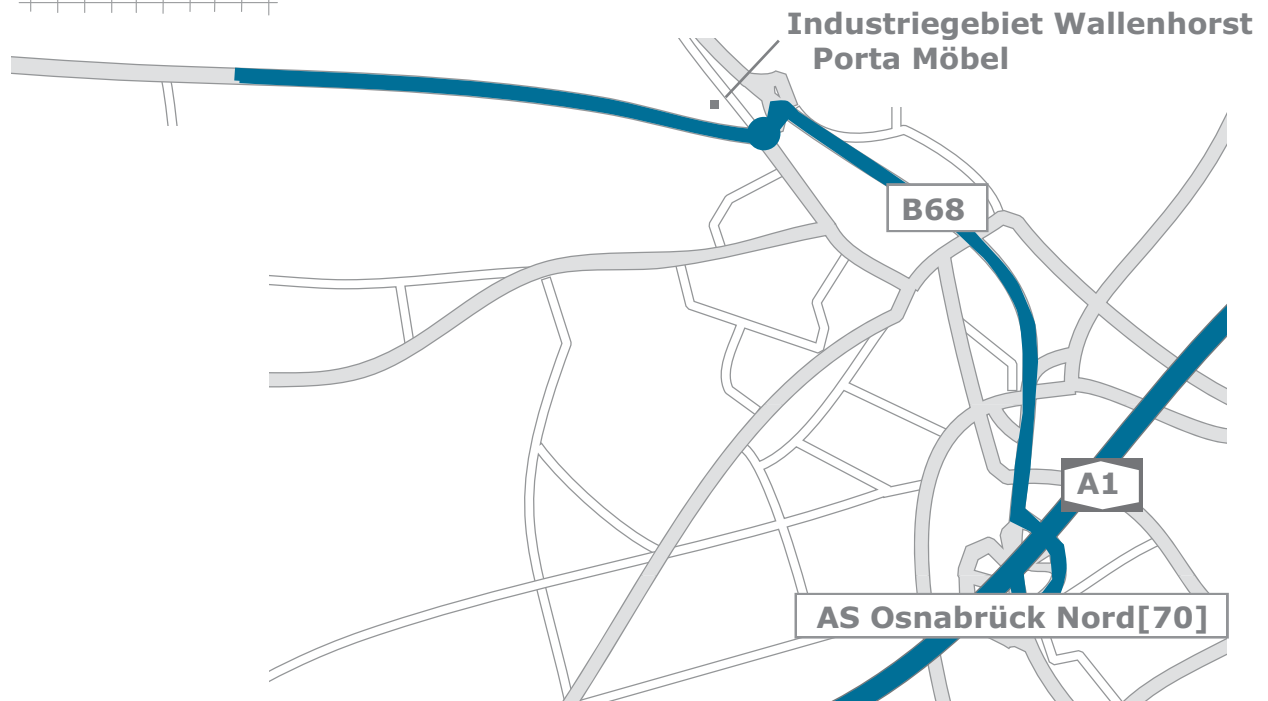 Industriegebiet Wallenhorst
Porta Möbel
B68
A1
AS Osnabrück Nord[70]